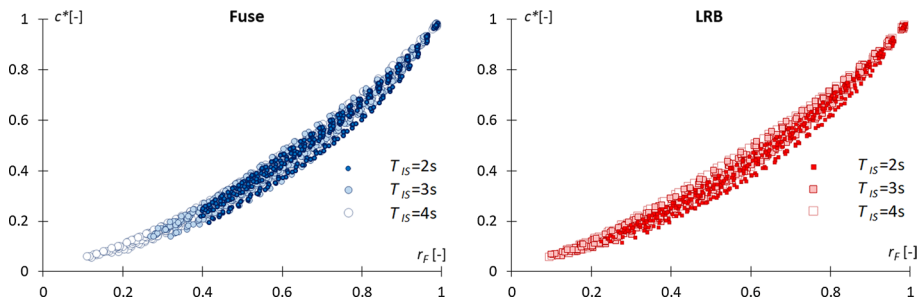 Fuse
c*[-]
1
0.8
0.6
0.4
0.2
0
0 0.2 0.4 0.6 0.8 1
r_F [-]
T_IS=2s
T_IS=3s
T_IS=4s
LRB
c*[-]
1
0.8
0.6
0.4
0.2
0
0 0.2 0.4 0.6 0.8 1
r_F [-]
T_IS=2s
T_IS=3s
T_IS=4s